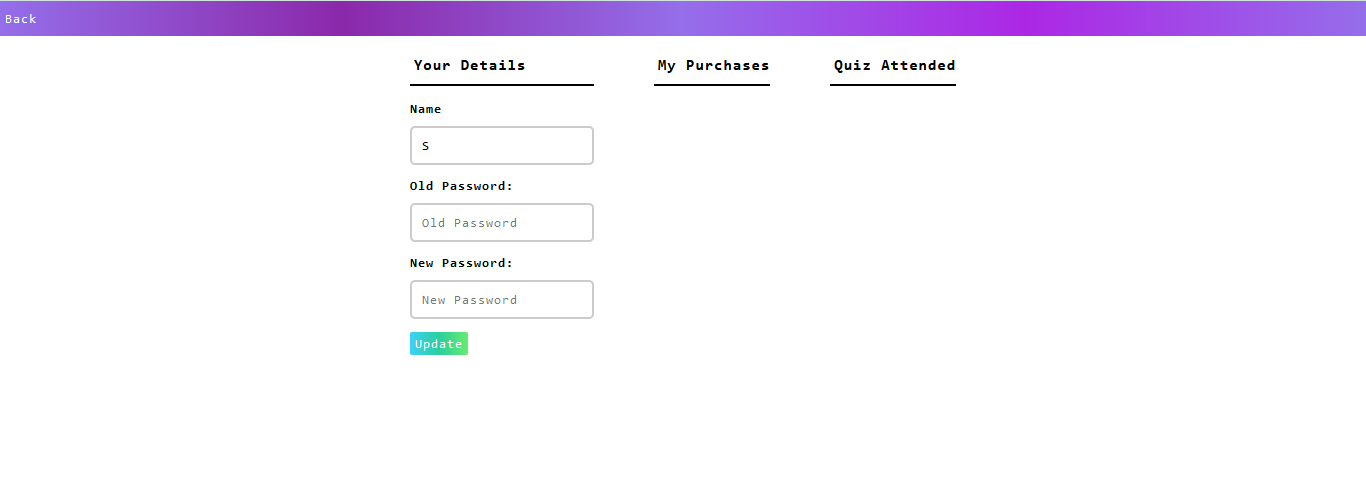 Back
Your Details
My Purchases
Quiz Attended
Name
S
Old Password:
Old Password
New Password:
New Password
Update